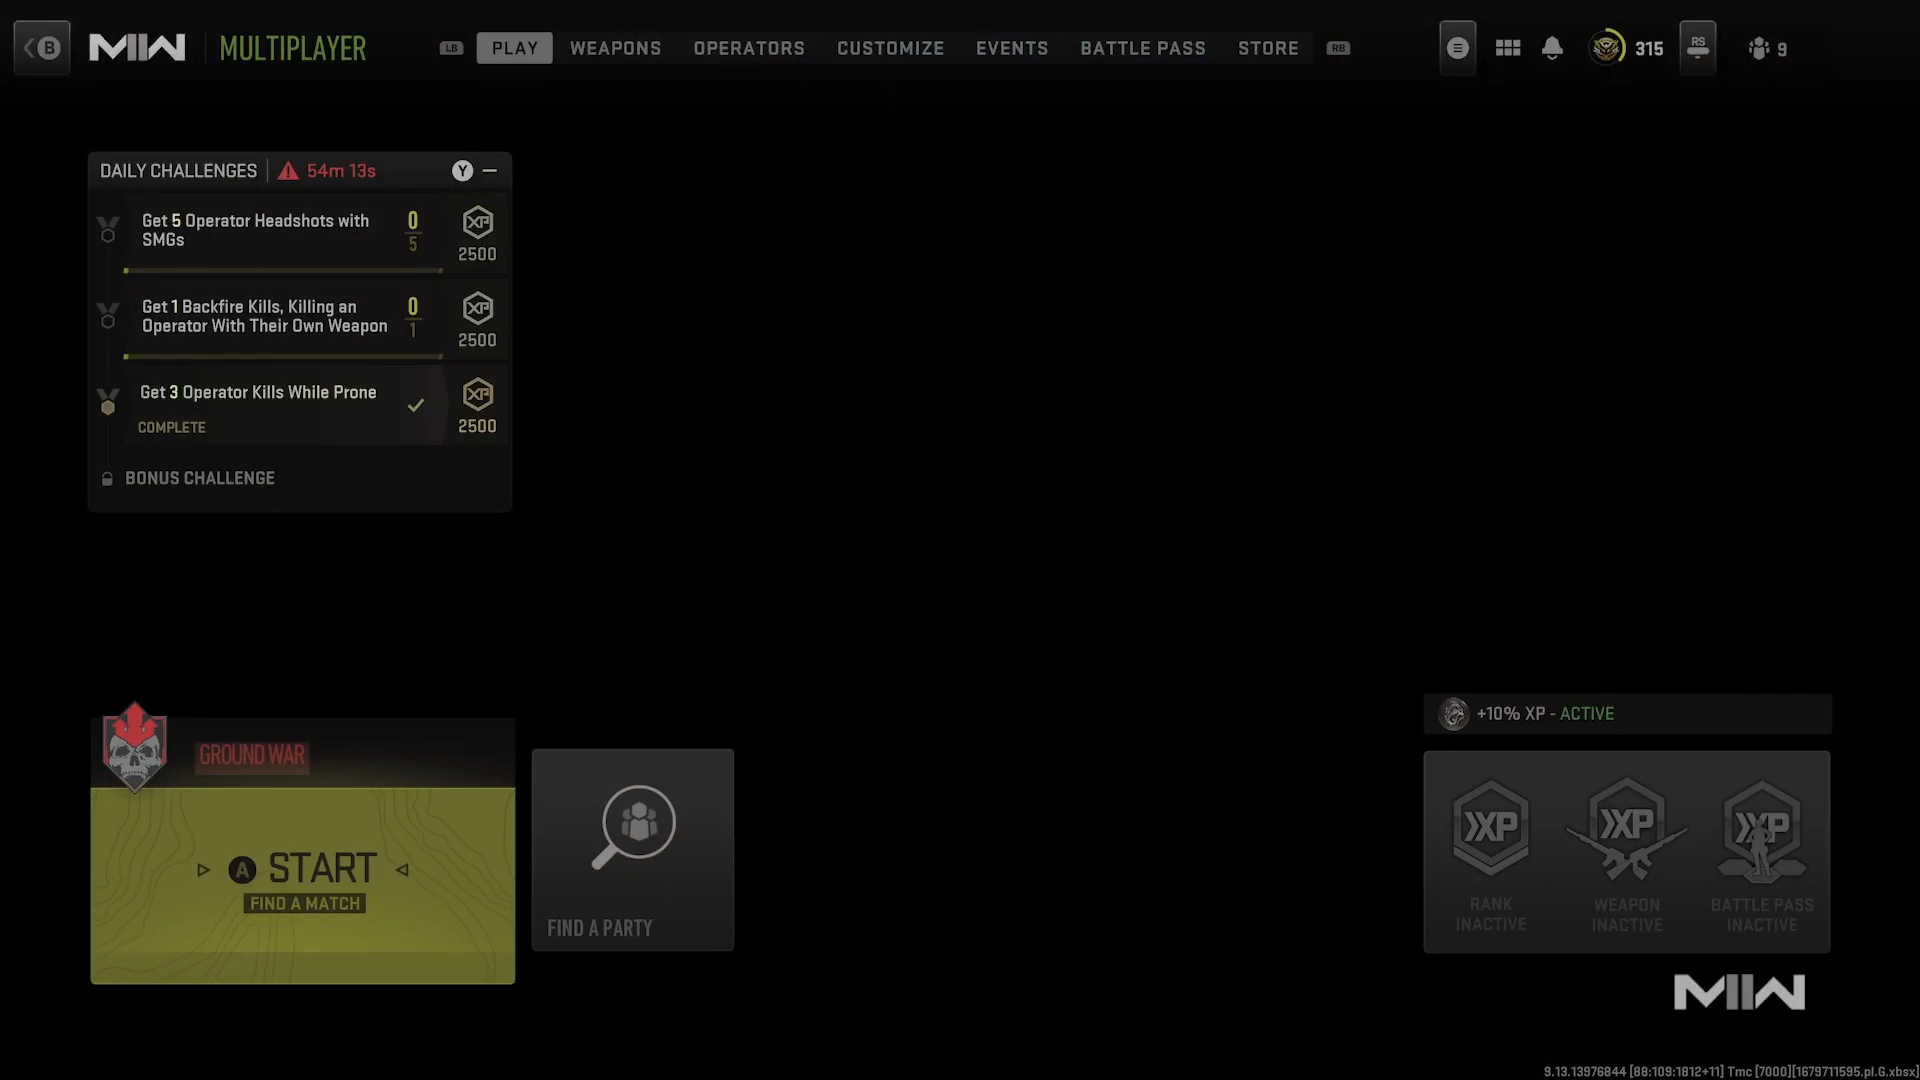 B
MW
MULTIPLAYER
LB
PLAY
WEAPONS
OPERATORS
CUSTOMIZE
EVENTS
BATTLE PASS
STORE
RB
315
RS
9
DAILY CHALLENGES
54m 13s
Y
Get 5 Operator Headshots with
SMGs
0
5
XP
2500
Get 1 Backfire Kills, Killing an
Operator With Their Own Weapon
0
1
XP
2500
Get 3 Operator Kills While Prone
COMPLETE
XP
2500
BONUS CHALLENGE
GROUND WAR
A START
FIND A MATCH
FIND A PARTY
+10% XP - ACTIVE
XP
RANK
INACTIVE
XP
WEAPON
INACTIVE
XP
BATTLE PASS
INACTIVE
MW
9.13.13976844 [88:109:1812+11] Tmc [7000][1679711595.pl.G.xbsx]